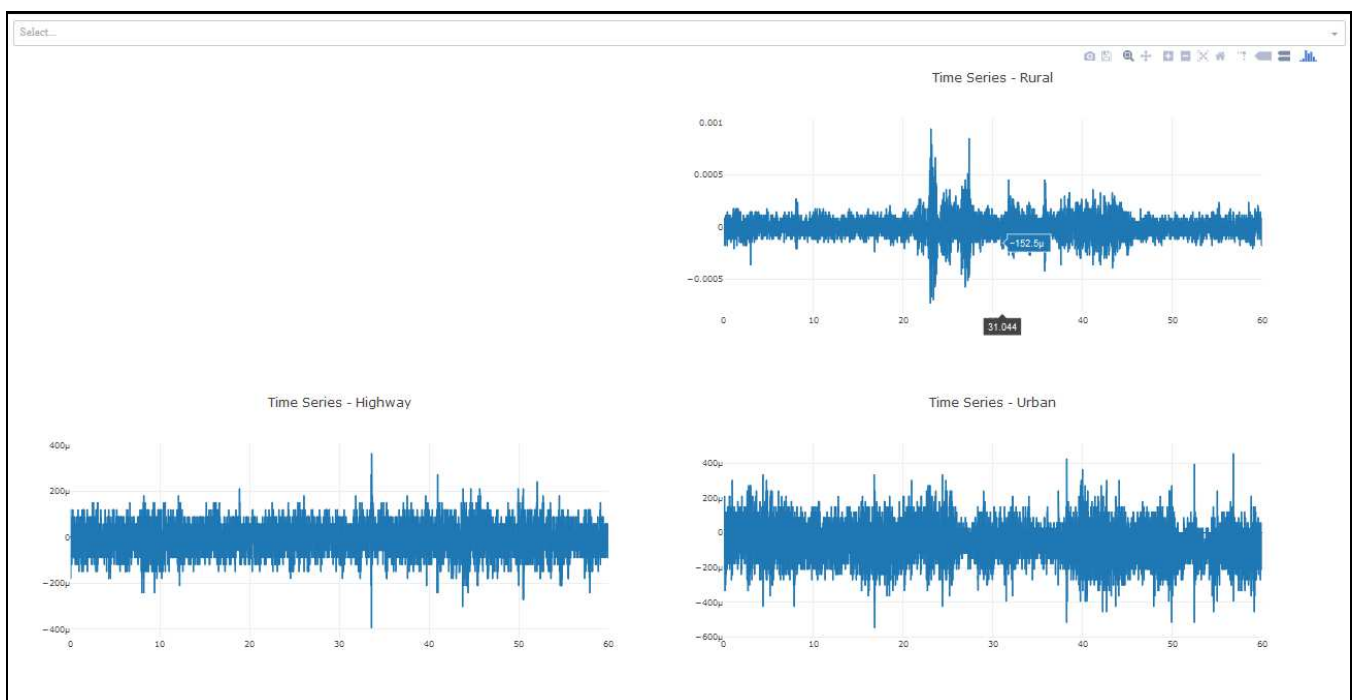 Select...
Time Series - Rural
0.001
0.0005
0
−0.0005
−152.5μ
0 10 20 31.044 40 50 60
Time Series - Highway
400μ
200μ
0
−200μ
−400μ
0 10 20 30 40 50 60
Time Series - Urban
400μ
200μ
0
−200μ
−400μ
−600μ
0 10 20 30 40 50 60